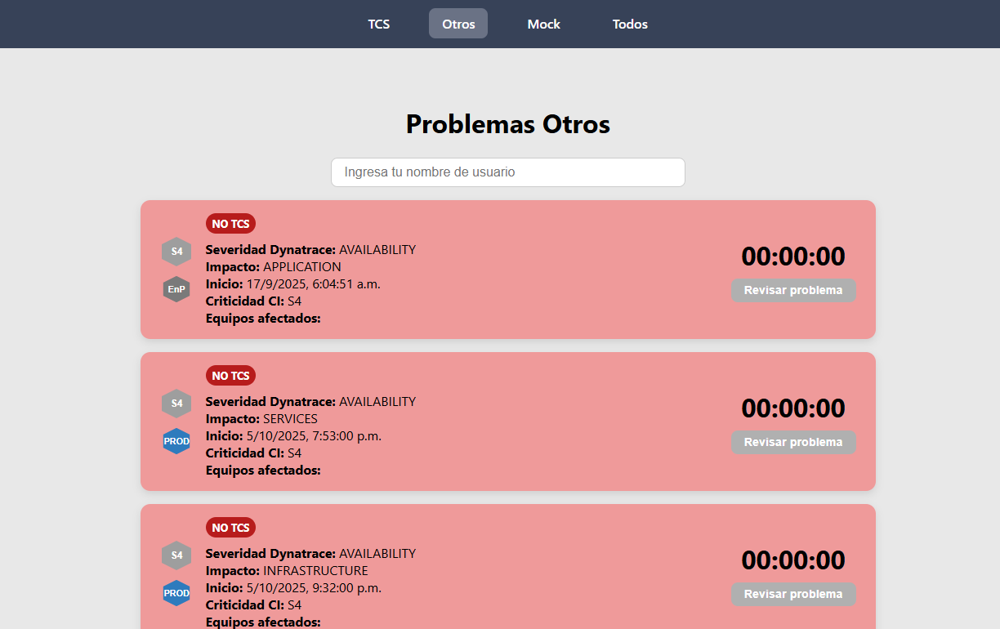 TCS Otros Mock Todos
Problemas Otros
Ingresa tu nombre de usuario
NO TCS
S4
EnP
Severidad Dynatrace: AVAILABILITY
Impacto: APPLICATION
Inicio: 17/9/2025, 6:04:51 a.m.
Criticidad CI: S4
Equipos afectados:
00:00:00
Revisar problema
NO TCS
S4
PROD
Severidad Dynatrace: AVAILABILITY
Impacto: SERVICES
Inicio: 5/10/2025, 7:53:00 p.m.
Criticidad CI: S4
Equipos afectados:
00:00:00
Revisar problema
NO TCS
S4
PROD
Severidad Dynatrace: AVAILABILITY
Impacto: INFRASTRUCTURE
Inicio: 5/10/2025, 9:32:00 p.m.
Criticidad CI: S4
Equipos afectados:
00:00:00
Revisar problema